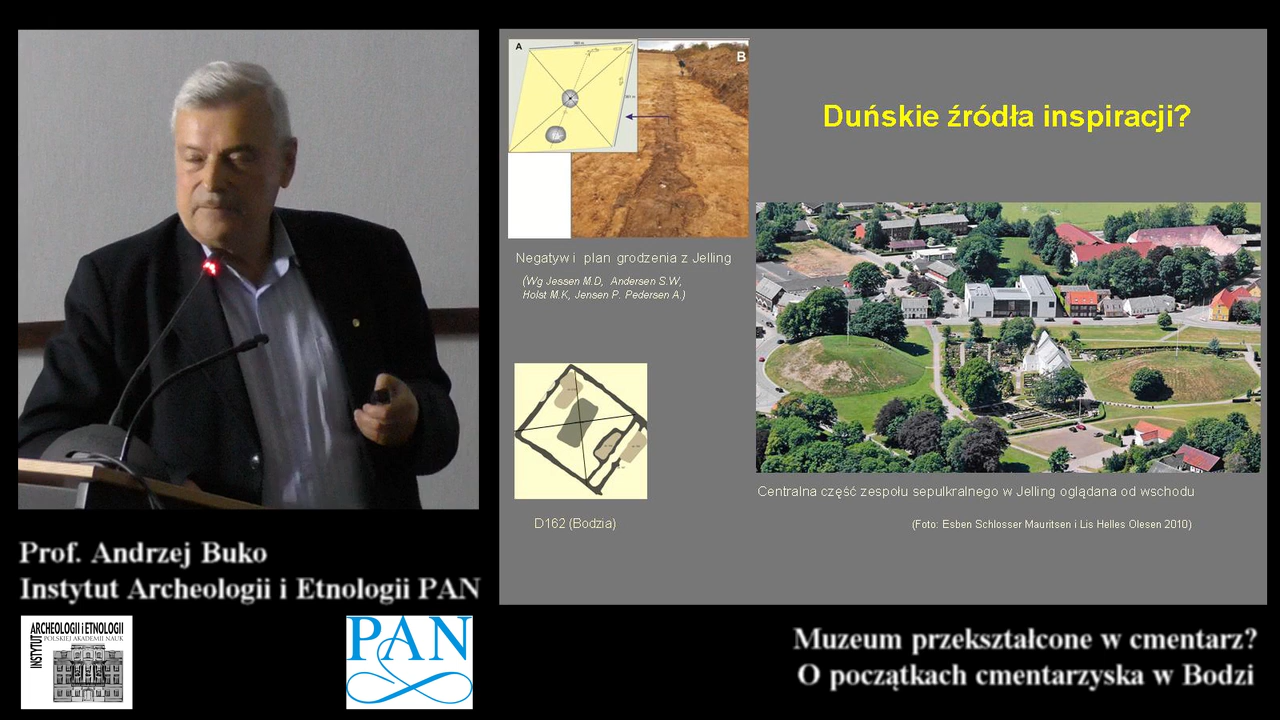 A
B
Duńskie źródła inspiracji?
Negatyw i plan grodzenia z Jelling
(Wg Jessen M.D, Andersen S.W,
Holst M.K, Jensen P. Pedersen A.)
D162 (Bodzia)
Centralna część zespołu sepulkralnego w Jelling oglądana od wschodu
(Foto: Esben Schlosser Mauritsen i Lis Helles Olesen 2010)
Prof. Andrzej Buko
Instytut Archeologii i Etnologii PAN
INSTYTUT
ARCHEOLOGII i ETNOLOGII
POLSKIEJ AKADEMII NAUK
PAN
Muzeum przekształcone w cmentarz?
O początkach cmentarzyska w Bodzi